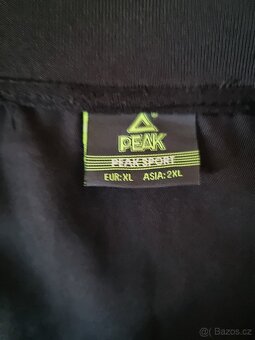 PEAK
PEAK SPORT
EUR:XL ASIA:2XL
© Bazos.cz